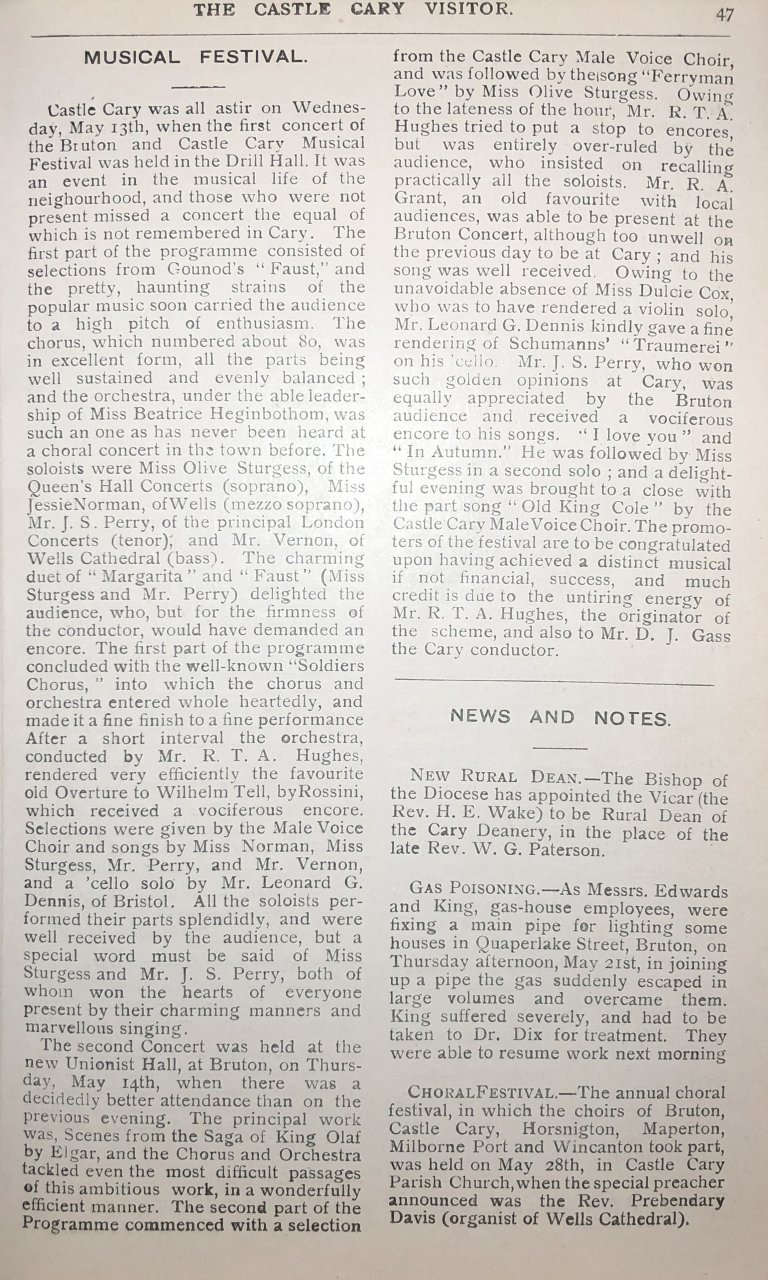 THE CASTLE CARY VISITOR.
47
MUSICAL FESTIVAL.
Castle Cary was all astir on Wednes-
day, May 13th, when the first concert of
the Bruton and Castle Cary Musical
Festival was held in the Drill Hall. It was
an event in the musical life of the
neighourhood, and those who were not
present missed a concert the equal of
which is not remembered in Cary. The
first part of the programme consisted of
selections from Gounod's "Faust," and
the pretty, haunting strains of the
popular music soon carried the audience
to a high pitch of enthusiasm. The
chorus, which numbered about 80, was
in excellent form, all the parts being
well sustained and evenly balanced ;
and the orchestra, under the able leader-
ship of Miss Beatrice Heginbothom, was
such an one as has never been heard at
a choral concert in the town before. The
soloists were Miss Olive Sturgess, of the
Queen's Hall Concerts (soprano), Miss
JessieNorman, ofWells (mezzo soprano),
Mr. J. S. Perry, of the principal London
Concerts (tenor); and Mr. Vernon, of
Wells Cathedral (bass). The charming
duet of "Margarita" and "Faust" (Miss
Sturgess and Mr. Perry) delighted the
audience, who, but for the firmness of
the conductor, would have demanded an
encore. The first part of the programme
concluded with the well-known "Soldiers
Chorus, " into which the chorus and
orchestra entered whole heartedly, and
made it a fine finish to a fine performance
After a short interval the orchestra,
conducted by Mr. R. T. A. Hughes,
rendered very efficiently the favourite
old Overture to Wilhelm Tell, byRossini,
which received a vociferous encore.
Selections were given by the Male Voice
Choir and songs by Miss Norman, Miss
Sturgess, Mr. Perry, and Mr. Vernon,
and a 'cello solo by Mr. Leonard G.
Dennis, of Bristol. All the soloists per-
formed their parts splendidly, and were
well received by the audience, but a
special word must be said of Miss
Sturgess and Mr. J. S. Perry, both of
whom won the hearts of everyone
present by their charming manners and
marvellous singing.
The second Concert was held at the
new Unionist Hall, at Bruton, on Thurs-
day, May 14th, when there was a
decidedly better attendance than on the
previous evening. The principal work
was, Scenes from the Saga of King Olaf
by Elgar, and the Chorus and Orchestra
tackled even the most difficult passages
of this ambitious work, in a wonderfully
efficient manner. The second part of the
Programme commenced with a selection
from the Castle Cary Male Voice Choir,
and was followed by the song "Ferryman
Love" by Miss Olive Sturgess. Owing
to the lateness of the hour, Mr. R. T. A.
Hughes tried to put a stop to encores,
but was entirely over-ruled by the
audience, who insisted on recalling
practically all the soloists. Mr. R. A.
Grant, an old favourite with local
audiences, was able to be present at the
Bruton Concert, although too unwell on
the previous day to be at Cary ; and his
song was well received. Owing to the
unavoidable absence of Miss Dulcie Cox,
who was to have rendered a violin solo,
Mr. Leonard G. Dennis kindly gave a fine
rendering of Schumanns' "Traumerei"
on his 'cello. Mr. J. S. Perry, who won
such golden opinions at Cary, was
equally appreciated by the Bruton
audience and received a vociferous
encore to his songs. "I love you" and
"In Autumn." He was followed by Miss
Sturgess in a second solo ; and a delight-
ful evening was brought to a close with
the part song "Old King Cole" by the
Castle Cary MaleVoice Choir. The promo-
ters of the festival are to be congratulated
upon having achieved a distinct musical
if not financial, success, and much
credit is due to the untiring energy of
Mr. R. T. A. Hughes, the originator of
the scheme, and also to Mr. D. J. Gass
the Cary conductor.
NEWS AND NOTES.
NEW RURAL DEAN.—The Bishop of
the Diocese has appointed the Vicar (the
Rev. H. E. Wake) to be Rural Dean of
the Cary Deanery, in the place of the
late Rev. W. G. Paterson.
GAS POISONING.—As Messrs. Edwards
and King, gas-house employees, were
fixing a main pipe for lighting some
houses in Quaperlake Street, Bruton, on
Thursday afternoon, May 21st, in joining
up a pipe the gas suddenly escaped in
large volumes and overcame them.
King suffered severely, and had to be
taken to Dr. Dix for treatment. They
were able to resume work next morning
CHORALFESTIVAL.—The annual choral
festival, in which the choirs of Bruton,
Castle Cary, Horsnigton, Maperton,
Milborne Port and Wincanton took part,
was held on May 28th, in Castle Cary
Parish Church, when the special preacher
announced was the Rev. Prebendary
Davis (organist of Wells Cathedral).